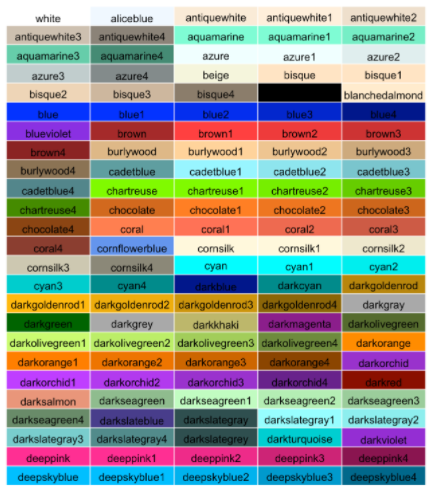 white aliceblue antiquewhite antiquewhite1 antiquewhite2
antiquewhite3 antiquewhite4 aquamarine aquamarine1 aquamarine2
aquamarine3 aquamarine4 azure azure1 azure2
azure3 azure4 beige bisque bisque1
bisque2 bisque3 bisque4 blanchedalmond
blue blue1 blue2 blue3 blue4
blueviolet brown brown1 brown2 brown3
brown4 burlywood burlywood1 burlywood2 burlywood3
burlywood4 cadetblue cadetblue1 cadetblue2 cadetblue3
cadetblue4 chartreuse chartreuse1 chartreuse2 chartreuse3
chartreuse4 chocolate chocolate1 chocolate2 chocolate3
chocolate4 coral coral1 coral2 coral3
coral4 cornflowerblue cornsilk cornsilk1 cornsilk2
cornsilk3 cornsilk4 cyan cyan1 cyan2
cyan3 cyan4 darkblue darkcyan darkgoldenrod
darkgoldenrod1 darkgoldenrod2 darkgoldenrod3 darkgoldenrod4 darkgray
darkgreen darkgrey darkkhaki darkmagenta darkolivegreen
darkolivegreen1 darkolivegreen2 darkolivegreen3 darkolivegreen4 darkorange
darkorange1 darkorange2 darkorange3 darkorange4 darkorchid
darkorchid1 darkorchid2 darkorchid3 darkorchid4 darkred
darksalmon darkseagreen darkseagreen1 darkseagreen2 darkseagreen3
darkseagreen4 darkslateblue darkslategray darkslategray1 darkslategray2
darkslategray3 darkslategray4 darkslategrey darkturquoise darkviolet
deeppink deeppink1 deeppink2 deeppink3 deeppink4
deepskyblue deepskyblue1 deepskyblue2 deepskyblue3 deepskyblue4